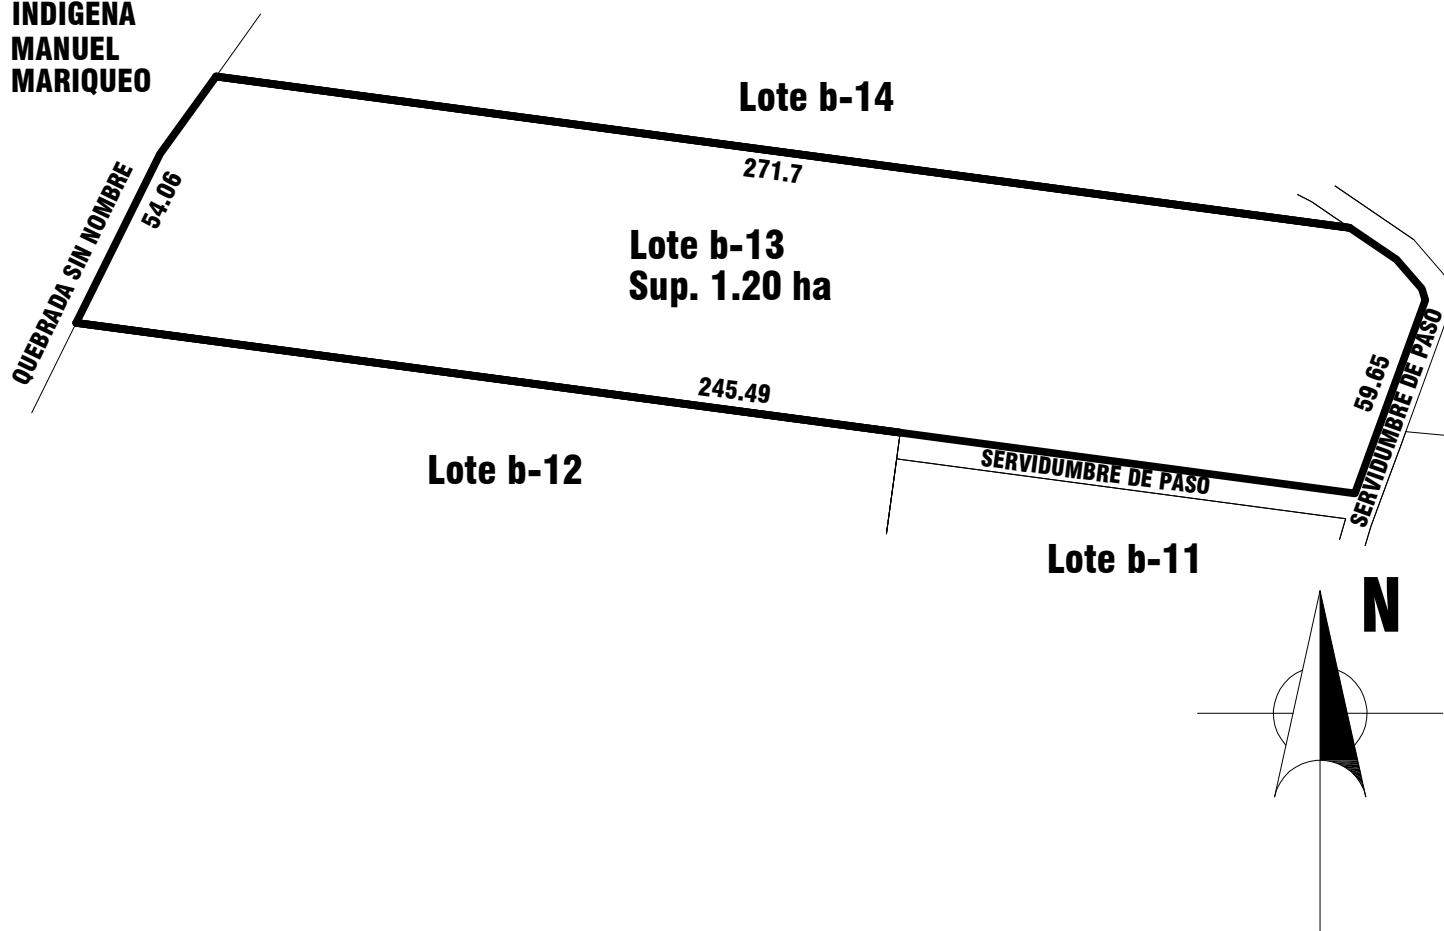 INDIGENA
MANUEL
MARIQUEO
Lote b-14
271.7
QUEBRADA SIN NOMBRE
54.06
Lote b-13
Sup. 1.20 ha
59.65
SERVIDUMBRE DE PASO
245.49
SERVIDUMBRE DE PASO
Lote b-12
Lote b-11
N